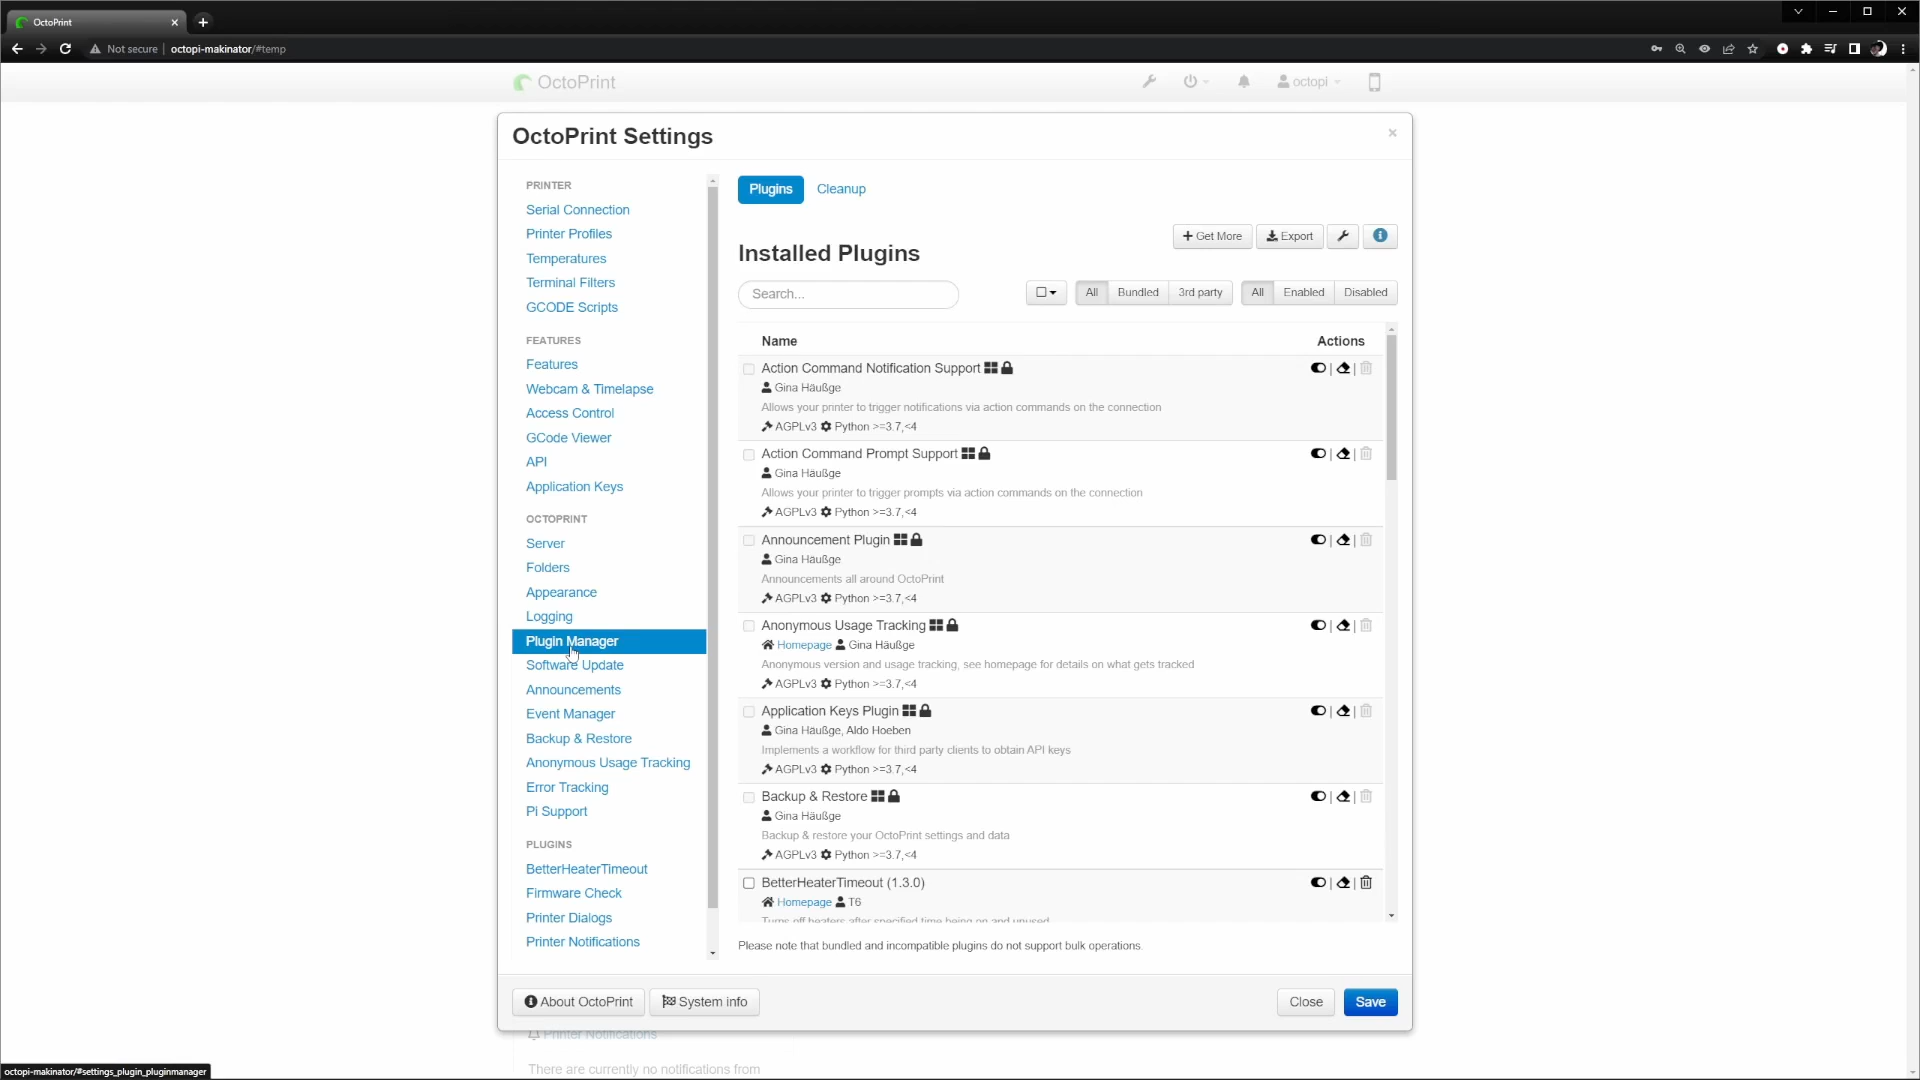 OctoPrint
Not secure
octopi-makinator/#temp
OctoPrint
octopi
OctoPrint Settings
PRINTER
Serial Connection
Printer Profiles
Temperatures
Terminal Filters
GCODE Scripts
FEATURES
Features
Webcam & Timelapse
Access Control
GCode Viewer
API
Application Keys
OCTOPRINT
Server
Folders
Appearance
Logging
Plugin Manager
Software Update
Announcements
Event Manager
Backup & Restore
Anonymous Usage Tracking
Error Tracking
Pi Support
PLUGINS
BetterHeaterTimeout
Firmware Check
Printer Dialogs
Printer Notifications
Plugins Cleanup
Get More Export
Installed Plugins
Search...
All Bundled 3rd party All Enabled Disabled
Name Actions
Action Command Notification Support
Gina Häußge
Allows your printer to trigger notifications via action commands on the connection
AGPLv3 Python >=3.7,<4
Action Command Prompt Support
Gina Häußge
Allows your printer to trigger prompts via action commands on the connection
AGPLv3 Python >=3.7,<4
Announcement Plugin
Gina Häußge
Announcements all around OctoPrint
AGPLv3 Python >=3.7,<4
Anonymous Usage Tracking
Homepage Gina Häußge
Anonymous version and usage tracking, see homepage for details on what gets tracked
AGPLv3 Python >=3.7,<4
Application Keys Plugin
Gina Häußge, Aldo Hoeben
Implements a workflow for third party clients to obtain API keys
AGPLv3 Python >=3.7,<4
Backup & Restore
Gina Häußge
Backup & restore your OctoPrint settings and data
AGPLv3 Python >=3.7,<4
BetterHeaterTimeout (1.3.0)
Homepage T6
Turns off heaters after specified time being on and unused
Please note that bundled and incompatible plugins do not support bulk operations.
About OctoPrint System info Close Save
Printer Notifications
There are currently no notifications from
octopi-makinator/#settings_plugin_pluginmanager